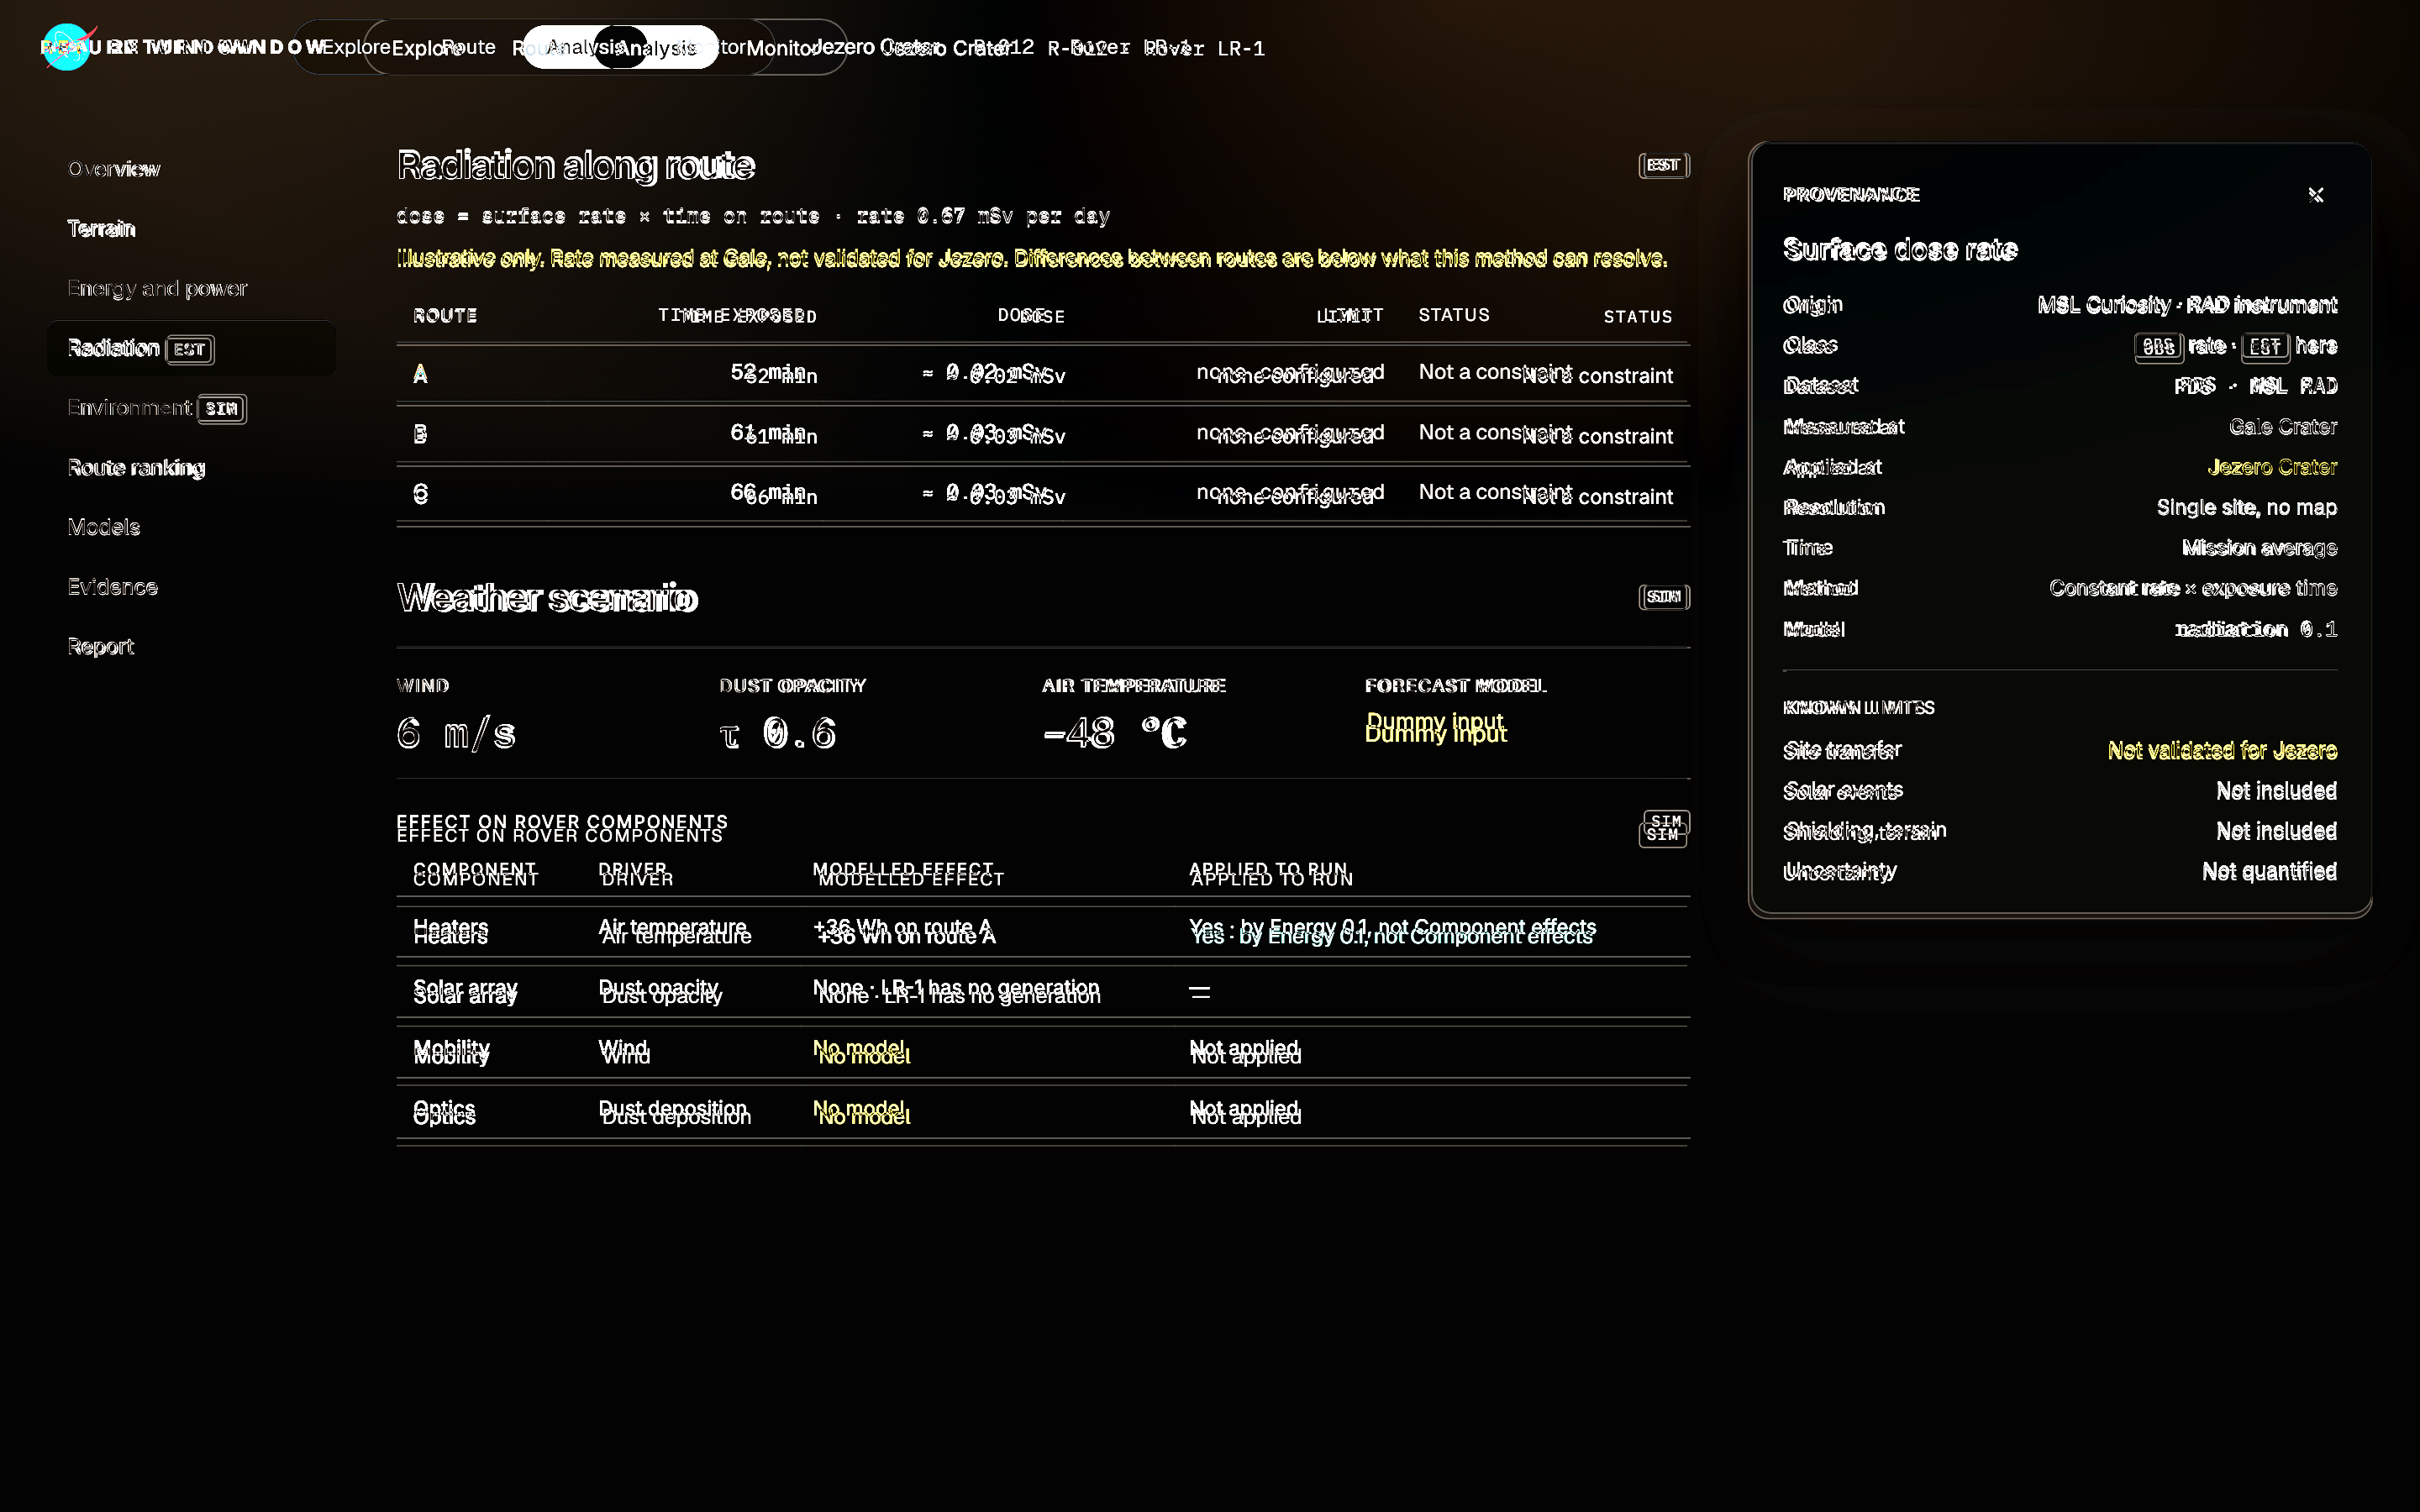 RETURN WINDOW Explore Route Analysis Monitor Jezero Crater R-012 Rover LR-1
Overview
Terrain
Energy and power
Radiation EST
Environment SIM
Route ranking
Models
Evidence
Report
Radiation along route EST
dose = surface rate × time on route · rate 0.67 mSv per day
Illustrative only. Rate measured at Gale, not validated for Jezero. Differences between routes are below what this method can resolve.
ROUTE TIME EXPOSED DOSE LIMIT STATUS
A 52 min ≈ 0.02 mSv none configured Not a constraint
B 61 min ≈ 0.03 mSv none configured Not a constraint
C 66 min ≈ 0.03 mSv none configured Not a constraint
Weather scenario SIM
WIND DUST OPACITY AIR TEMPERATURE FORECAST MODEL
6 m/s τ 0.6 −48 °C Dummy input
EFFECT ON ROVER COMPONENTS SIM
COMPONENT DRIVER MODELLED EFFECT APPLIED TO RUN
Heaters Air temperature +36 Wh on route A Yes · by Energy 0.1, not Component effects
Solar array Dust opacity None · LR-1 has no generation —
Mobility Wind No model Not applied
Optics Dust deposition No model Not applied
PROVENANCE ×
Surface dose rate
Origin MSL Curiosity · RAD instrument
Class OBS rate · EST here
Dataset PDS · MSL RAD
Measured at Gale Crater
Applied at Jezero Crater
Resolution Single site, no map
Time Mission average
Method Constant rate × exposure time
Model radiation 0.1
KNOWN LIMITS
Site transfer Not validated for Jezero
Solar events Not included
Shielding, terrain Not included
Uncertainty Not quantified